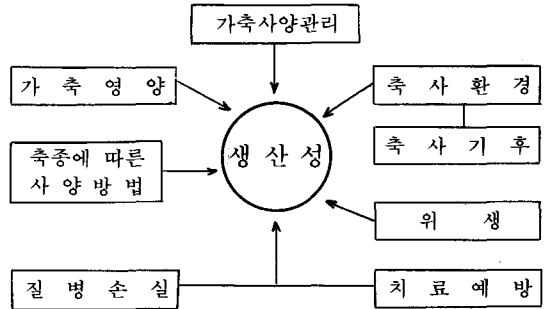 가축사양관리
가 축 영 양
축 사 환 경
축종에 따른
사 양 방 법
생 산 성
축 사 기 후
위 생
질 병 손 실
치 료 예 방